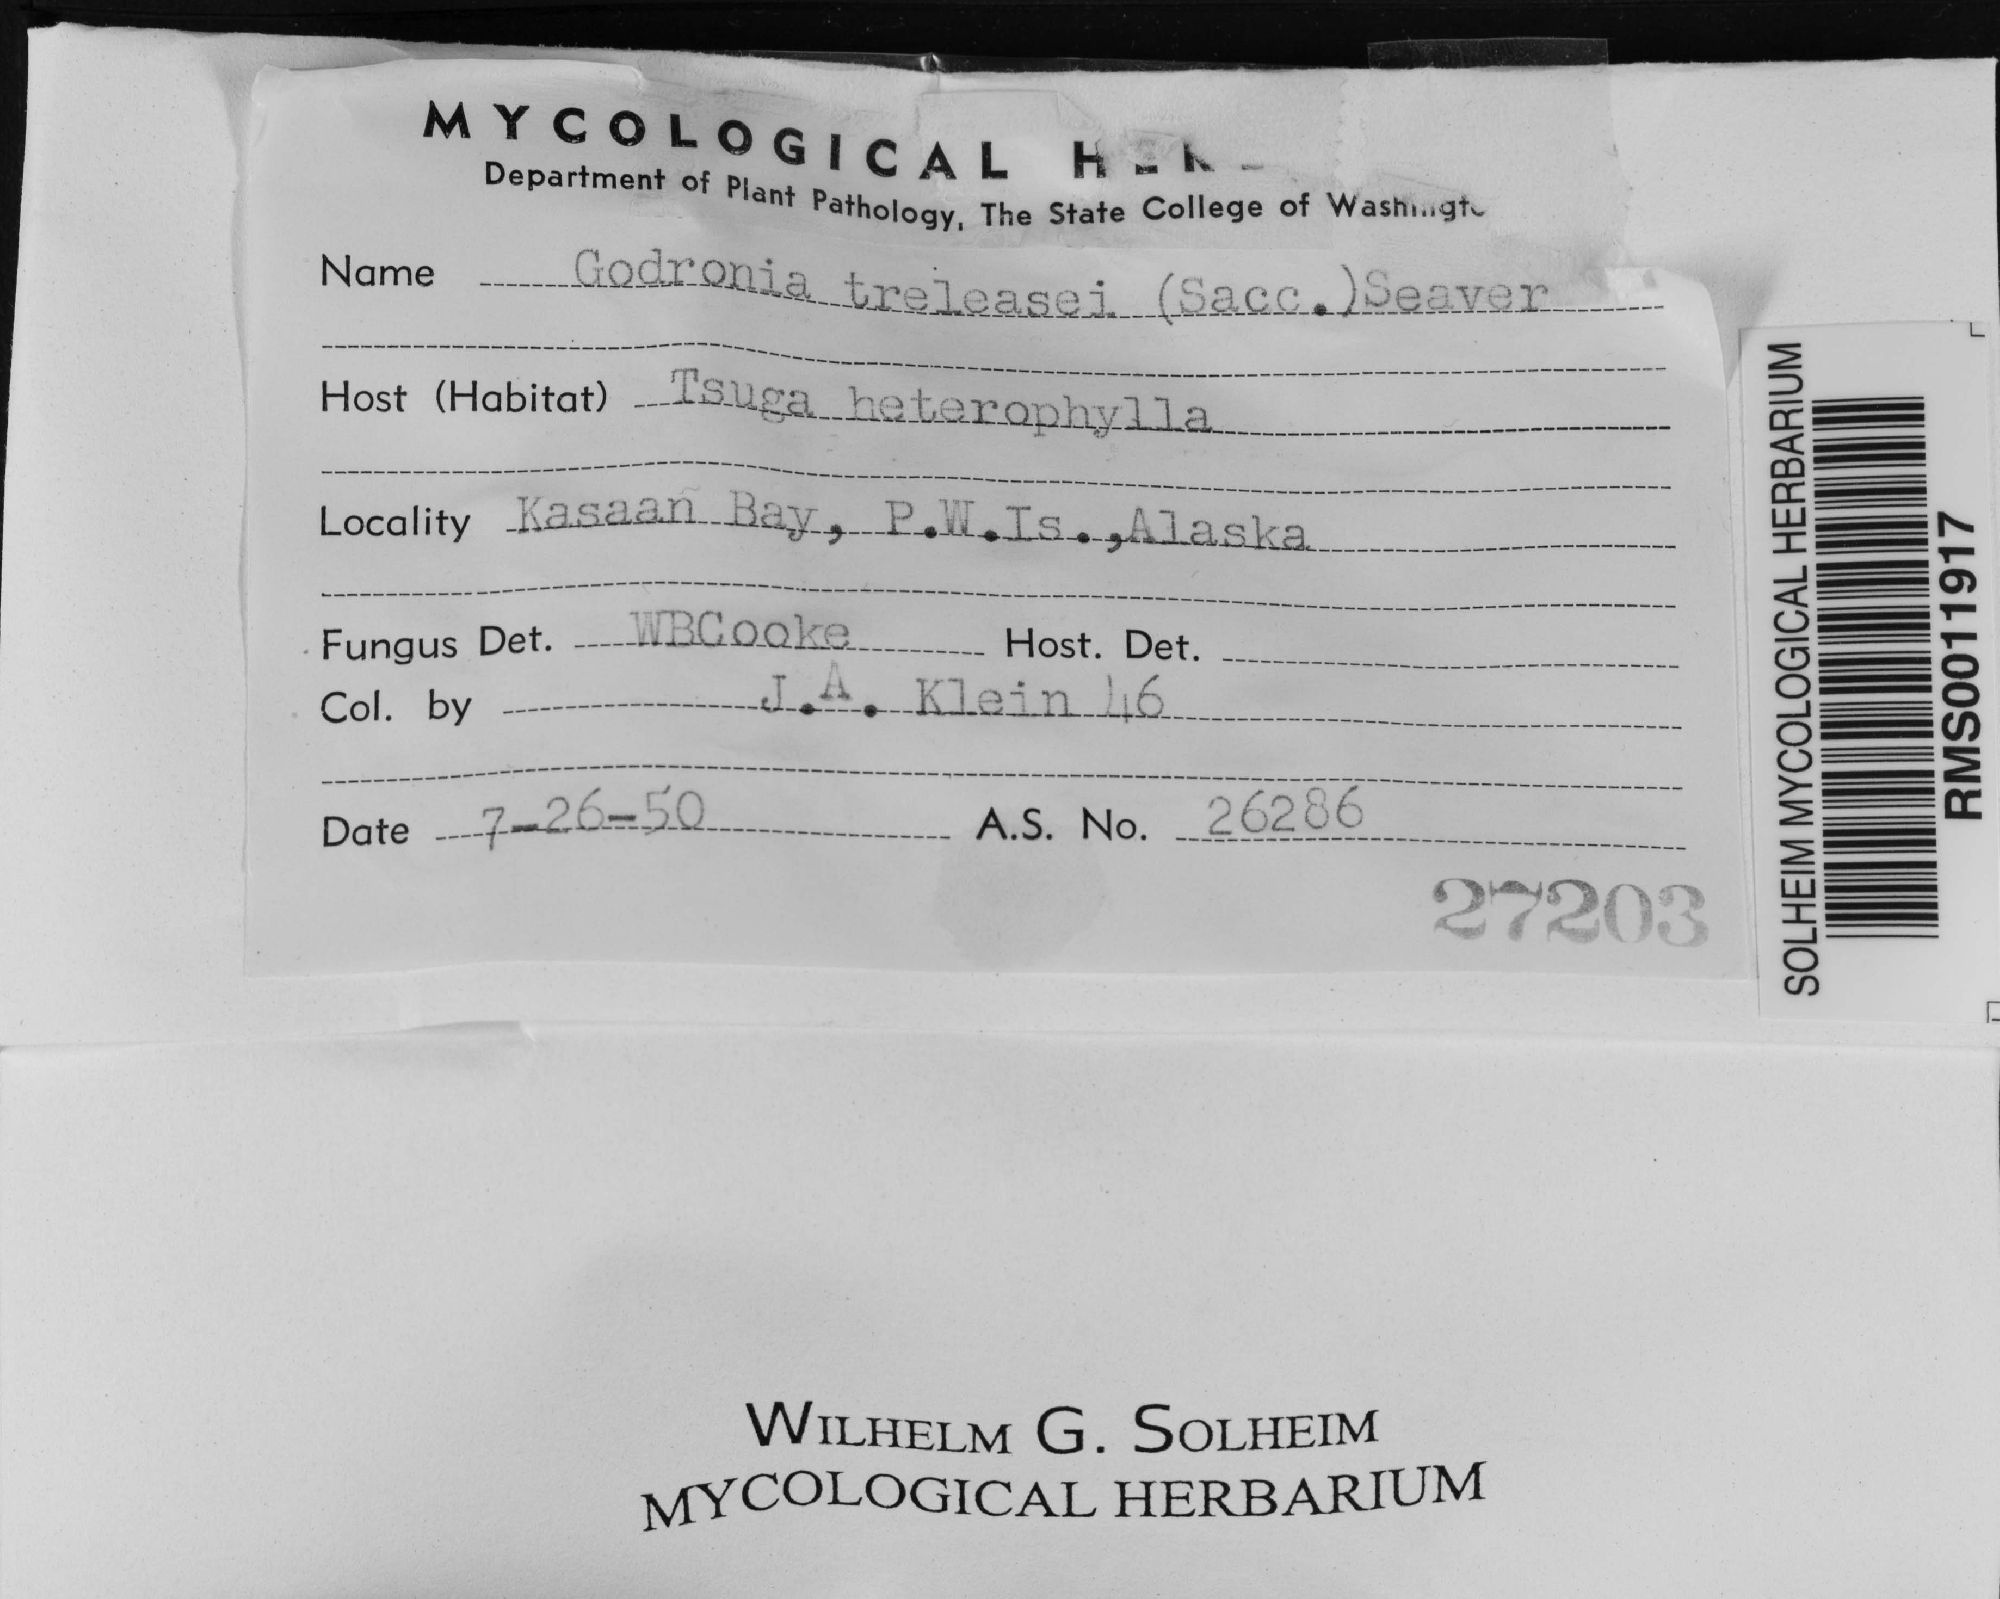 MYCOLOGICAL
Department of Plant Pathology, The State College of
Name Godronia treleasei (Sacc.)Seaver
Host (Habitat) Tsuga heterophylla
Locality Kasaan Bay, P.W.Is.,Alaska
Fungus Det. WBCooke Host. Det.
Col. by J.A. Klein 46
Date 7-26-50 A.S. No. 26286
27203
SOLHEIM MYCOLOGICAL HERBARIUM
RMS0011917
WILHELM G. SOLHEIM
MYCOLOGICAL HERBARIUM